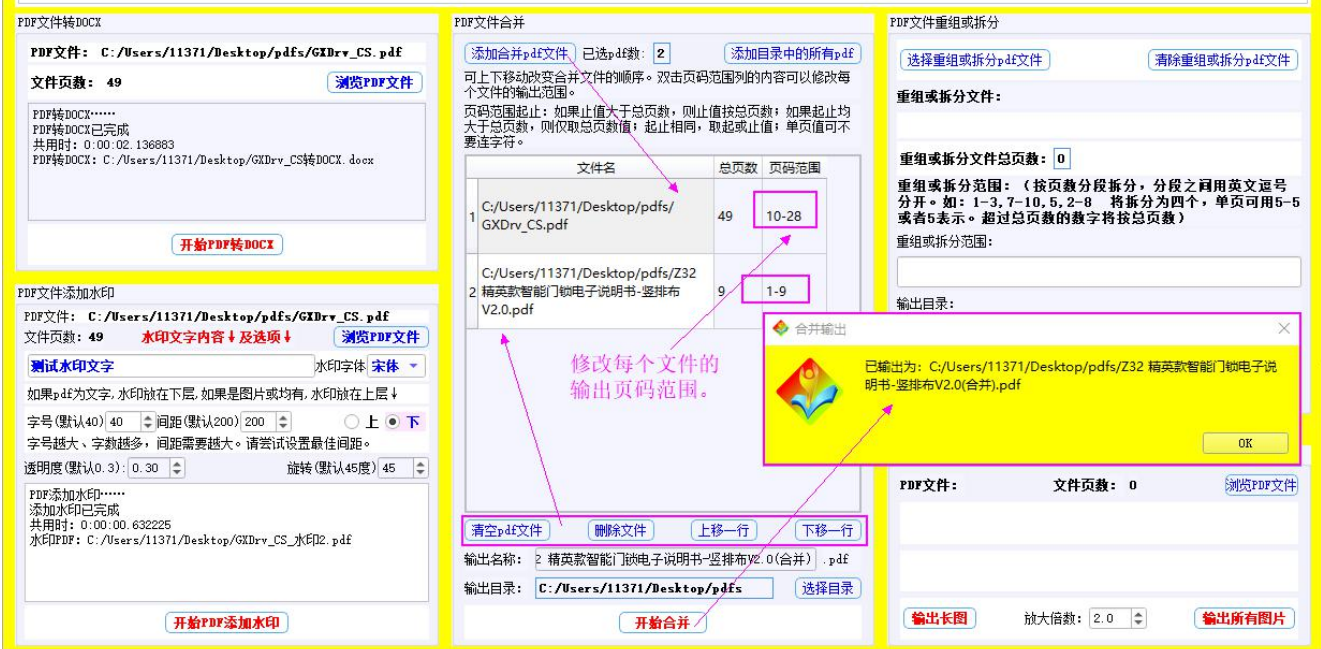 PDF文件转DOCX
PDF文件： C:/Users/11371/Desktop/pdfs/GXDrv_CS.pdf
文件页数： 49
浏览PDF文件
PDF转DOCX……
PDF转DOCX已完成
共用时：0:00:02.136883
PDF转DOCX：C:/Users/11371/Desktop/GXDrv_CS转DOCX.docx
开始PDF转DOCX
PDF文件添加水印
PDF文件： C:/Users/11371/Desktop/pdfs/GXDrv_CS.pdf
文件页数：49 水印文字内容↓及选项↓ 浏览PDF文件
测试水印文字 水印字体 宋体
如果pdf为文字,水印放在下层,如果是图片或均有,水印放在上层↓
字号(默认40) 40 间距(默认200) 200 上 下
字号越大、字数越多，间距需要越大。请尝试设置最佳间距。
透明度(默认0.3): 0.30 旋转(默认45度) 45
PDF添加水印……
添加水印已完成
共用时：0:00:00.632225
水印PDF：C:/Users/11371/Desktop/GXDrv_CS_水印2.pdf
开始PDF添加水印
PDF文件合并
添加合并pdf文件 已选pdf数: 2 添加目录中的所有pdf
可上下移动改变合并文件的顺序。双击页码范围列的内容可以修改每
个文件的输出范围。
页码范围起止：如果止值大于总页数，则止值按总页数；如果起止均
大于总页数，则仅取总页数值；起止相同，取起或止值；单页值可不
要连字符。
文件名 总页数 页码范围
1 C:/Users/11371/Desktop/pdfs/
GXDrv_CS.pdf 49 10-28
C:/Users/11371/Desktop/pdfs/Z32
2 精英款智能门锁电子说明书-竖排布 9 1-9
V2.0.pdf
修改每个文件的
输出页码范围。
清空pdf文件 删除文件 上移一行 下移一行
输出名称： 2 精英款智能门锁电子说明书-竖排布V2.0(合并) .pdf
输出目录： C:/Users/11371/Desktop/pdfs 选择目录
开始合并
PDF文件重组或拆分
选择重组或拆分pdf文件 清除重组或拆分pdf文件
重组或拆分文件：
重组或拆分文件总页数： 0
重组或拆分范围：（按页数分段拆分，分段之间用英文逗号
分开。如：1-3,7-10,5,2-8 将拆分为四个，单页可用5-5
或者5表示。超过总页数的数字将按总页数）
重组或拆分范围：
输出目录：
合并输出
已输出为：C:/Users/11371/Desktop/pdfs/Z32 精英款智能门锁电子说
明书-竖排布V2.0(合并).pdf
OK
PDF文件： 文件页数： 0 浏览PDF文件
输出长图 放大倍数： 2.0 输出所有图片